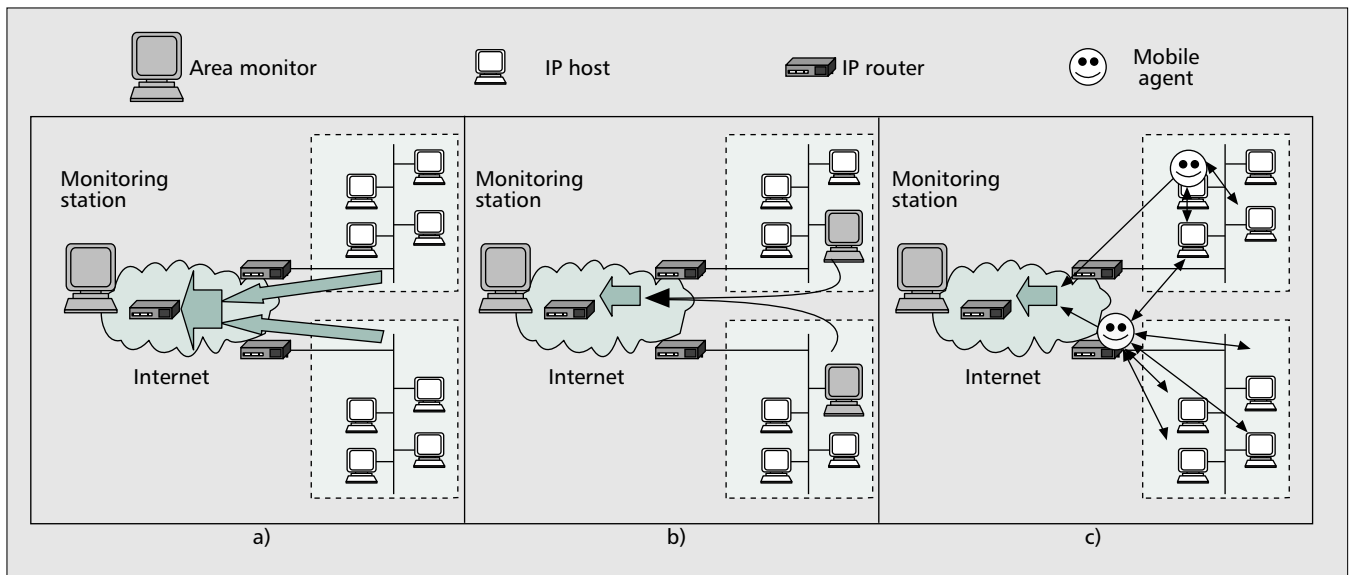 Area monitor
IP host
IP router
Mobile
agent
Monitoring
station
Internet
a)
Monitoring
station
Internet
b)
Monitoring
station
Internet
c)